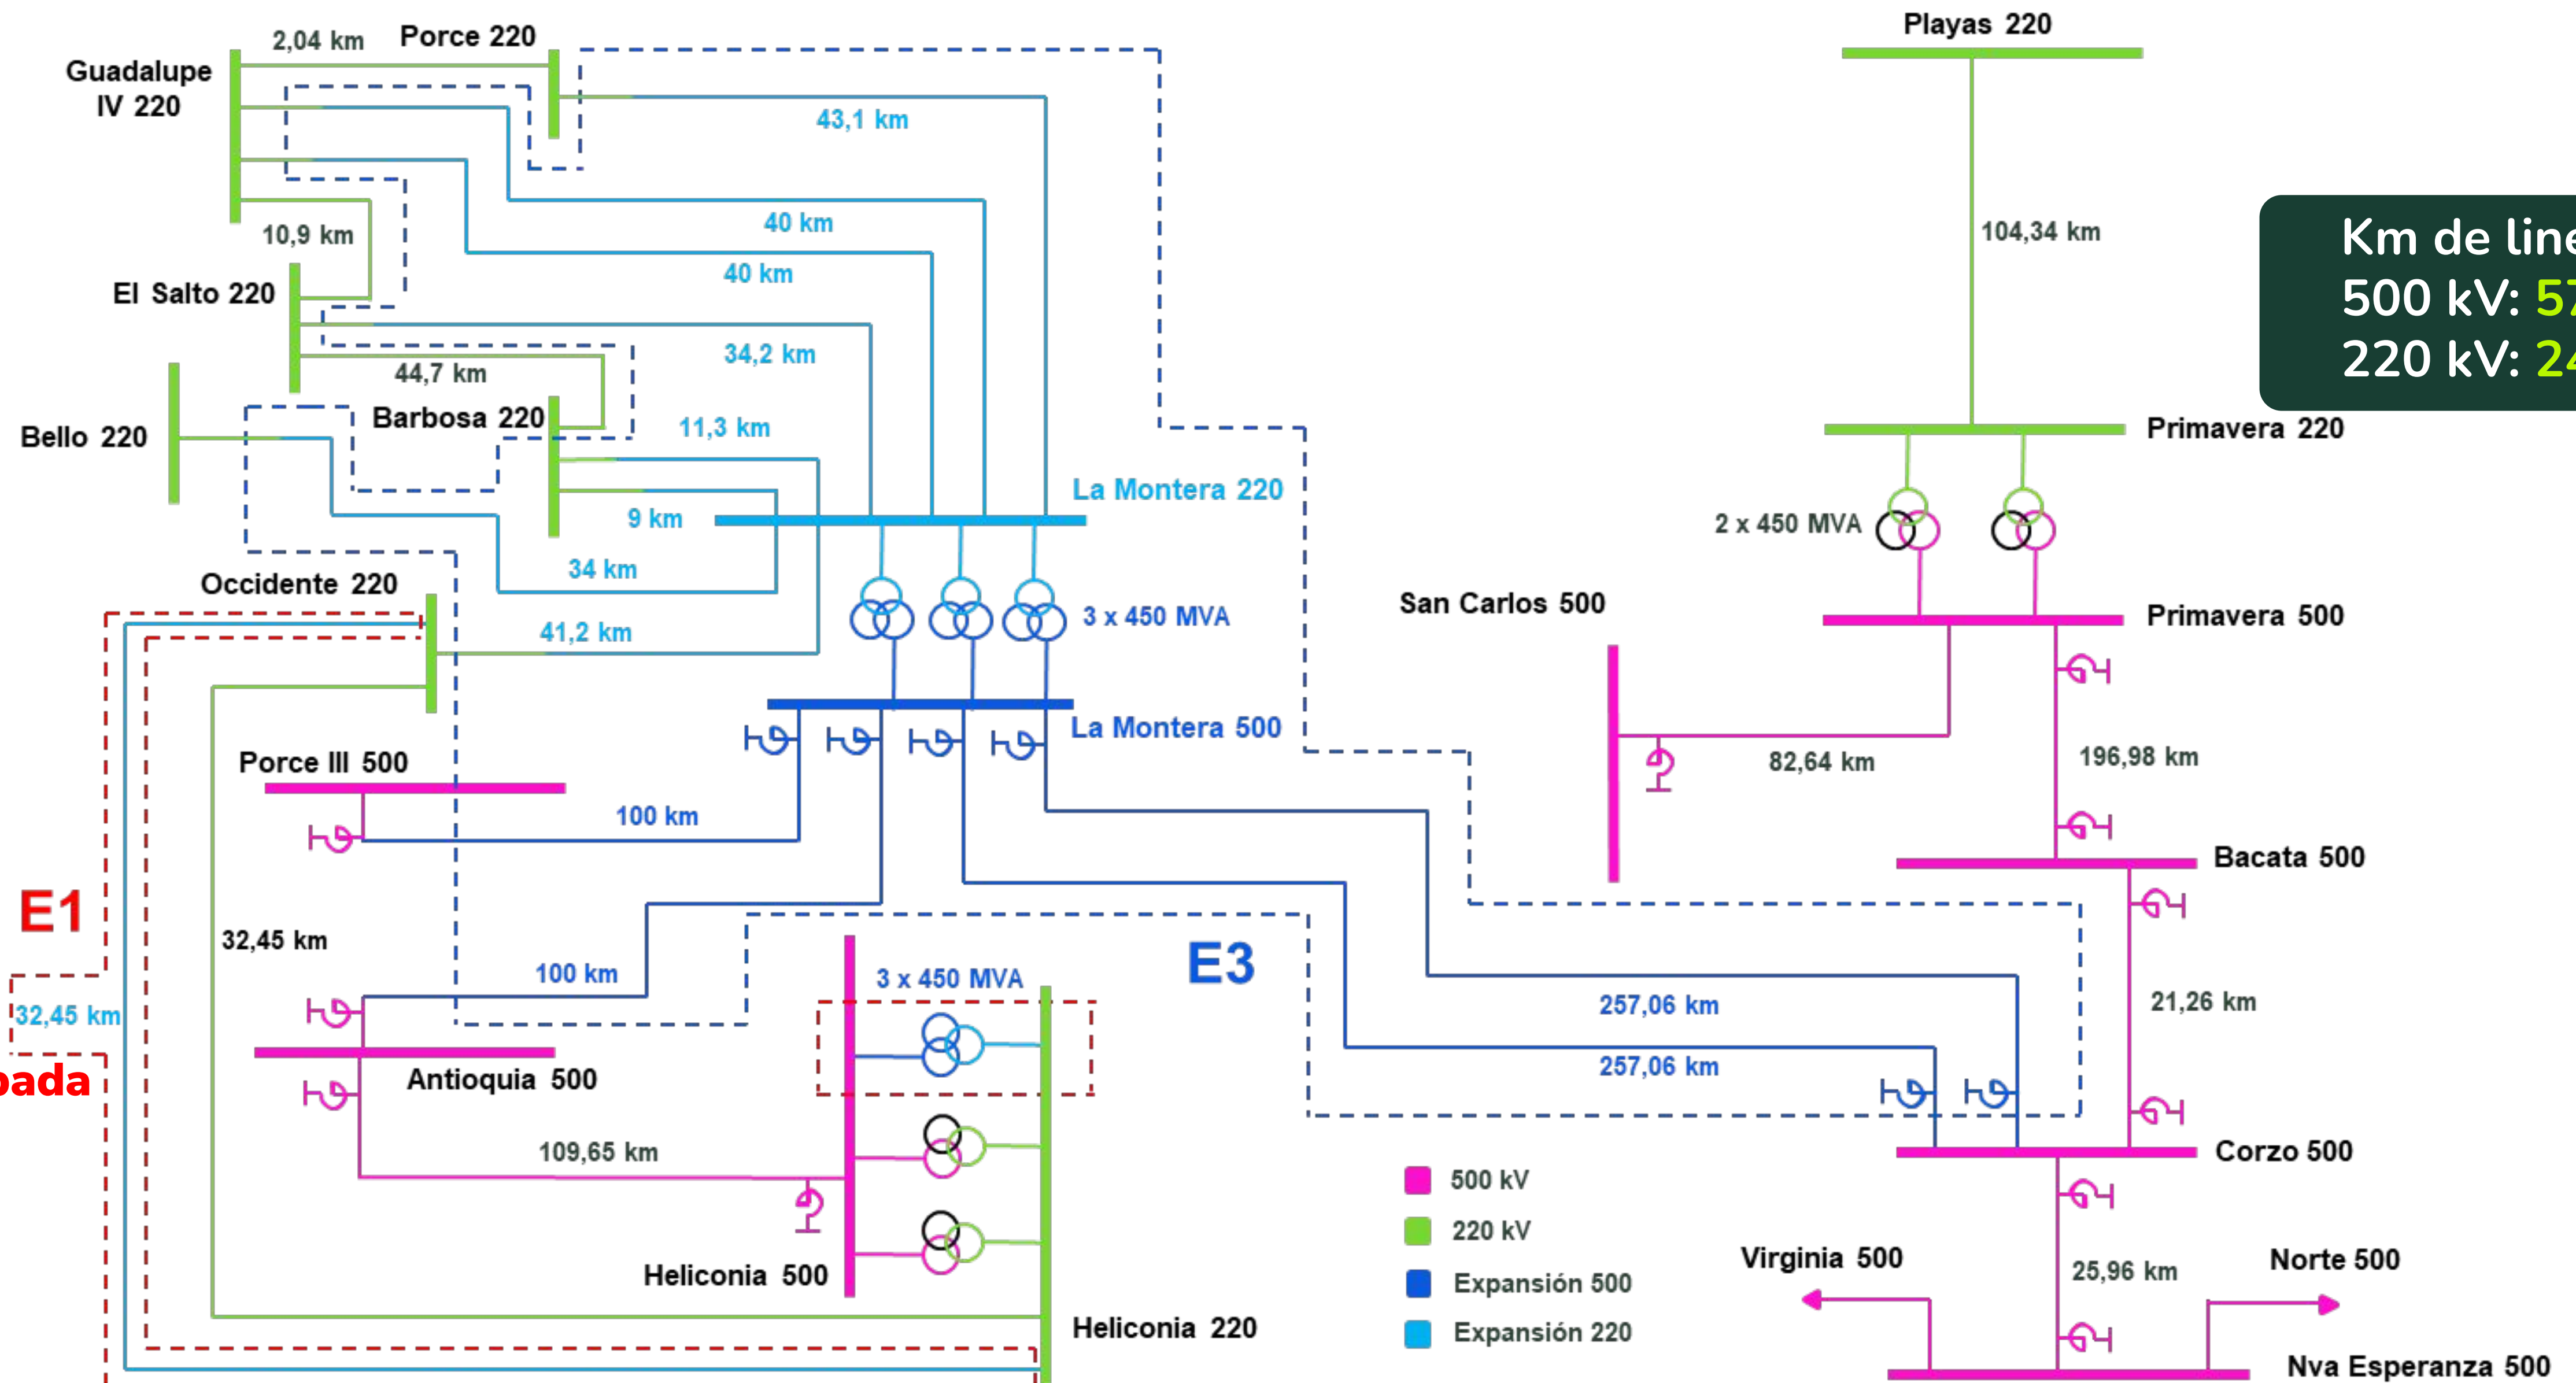 2,04 km
Porce 220
Playas 220
Guadalupe
IV 220
43,1 km
40 km
10,9 km
40 km
104,34 km
Km de line
500 kV: 57
220 kV: 24
El Salto 220
34,2 km
44,7 km
Barbosa 220
11,3 km
Bello 220
Primavera 220
La Montera 220
9 km
2 x 450 MVA
34 km
Occidente 220
San Carlos 500
3 x 450 MVA
Primavera 500
41,2 km
La Montera 500
Porce III 500
82,64 km
196,98 km
100 km
Bacata 500
E1
32,45 km
E3
100 km
3 x 450 MVA
32,45 km
257,06 km
21,26 km
257,06 km
bada
Antioquia 500
109,65 km
Corzo 500
500 kV
220 kV
Heliconia 500
Expansión 500
Expansión 220
Virginia 500
Norte 500
25,96 km
Heliconia 220
Nva Esperanza 500